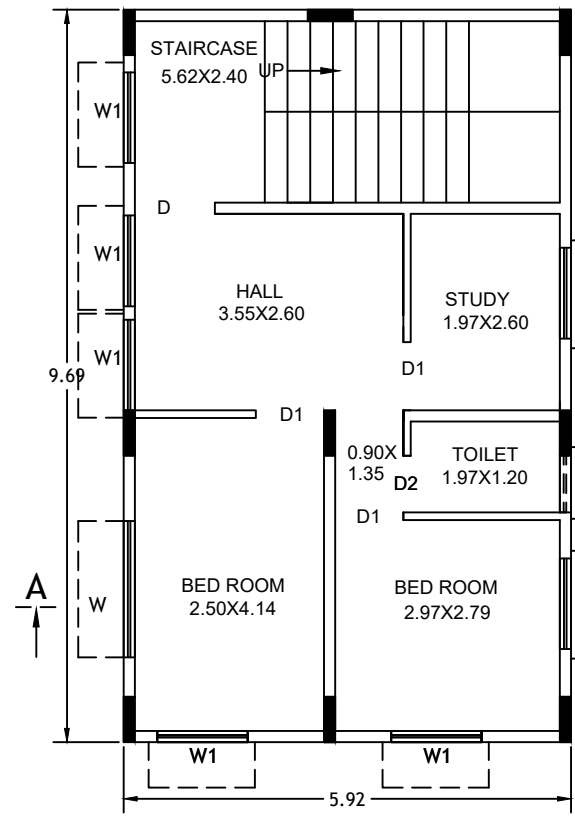 STAIRCASE
5.62X2.40
UP
W1
D
W1
HALL
3.55X2.60
STUDY
1.97X2.60
W1
9.69
D1
D1
0.90X
1.35
TOILET
1.97X1.20
D2
D1
A
W
BED ROOM
2.50X4.14
BED ROOM
2.97X2.79
W1
W1
5.92